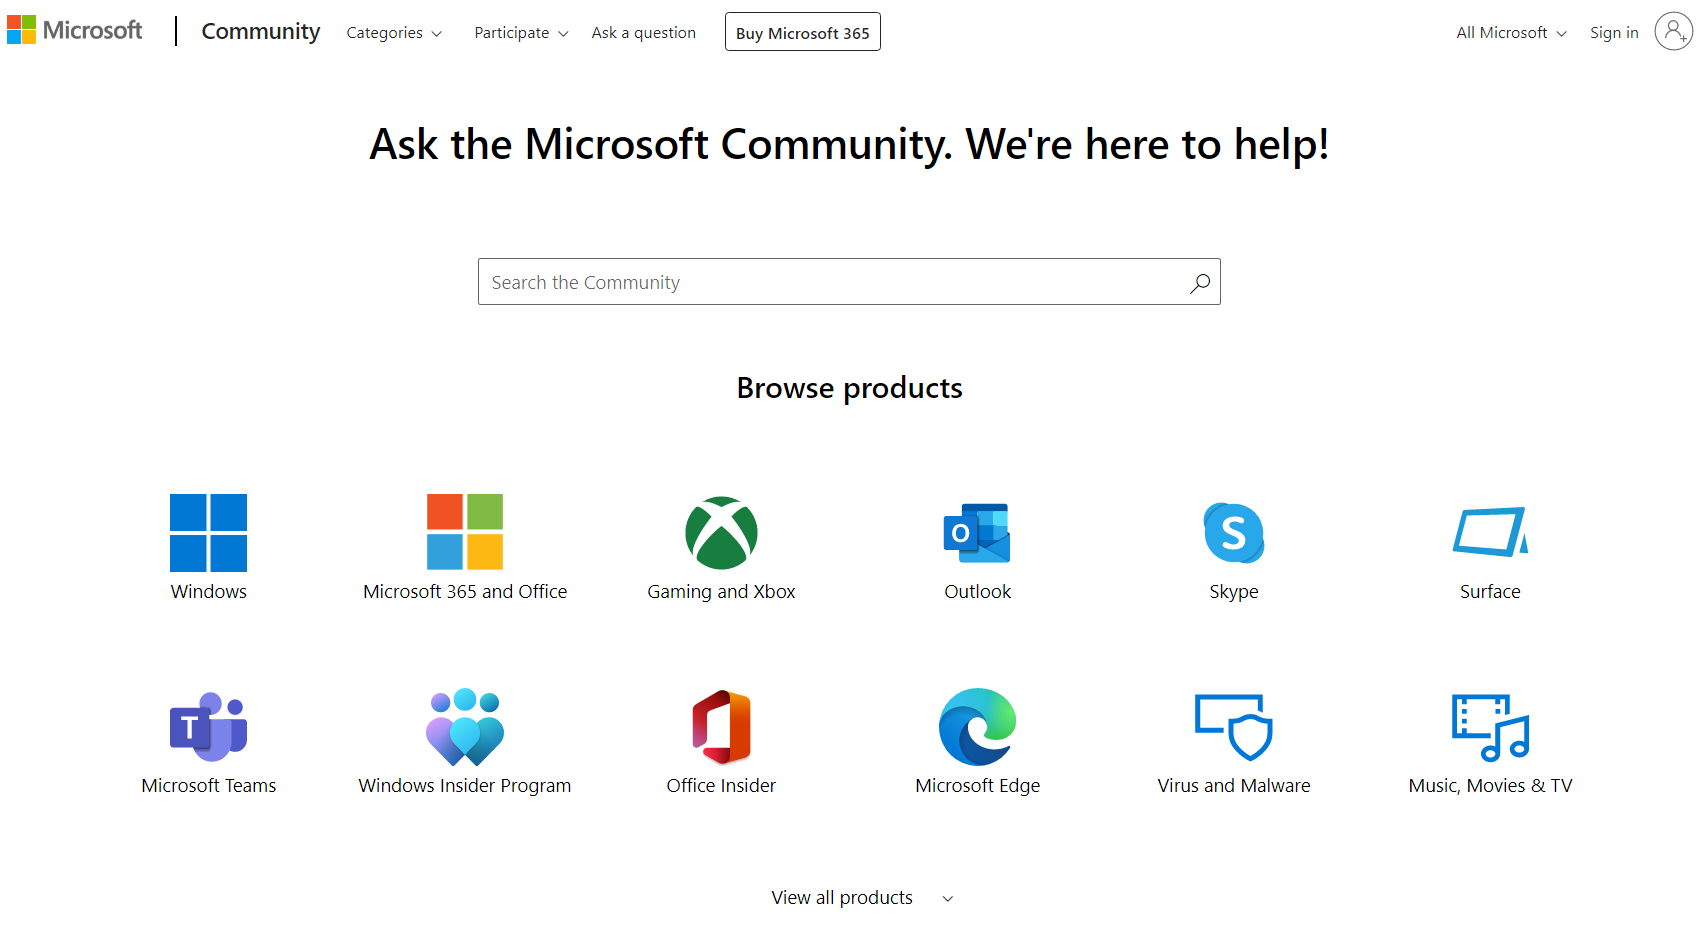 Microsoft Community Categories Participate Ask a question Buy Microsoft 365 All Microsoft Sign in
Ask the Microsoft Community. We're here to help!
Search the Community
Browse products
Windows Microsoft 365 and Office Gaming and Xbox Outlook Skype Surface
Microsoft Teams Windows Insider Program Office Insider Microsoft Edge Virus and Malware Music, Movies & TV
View all products